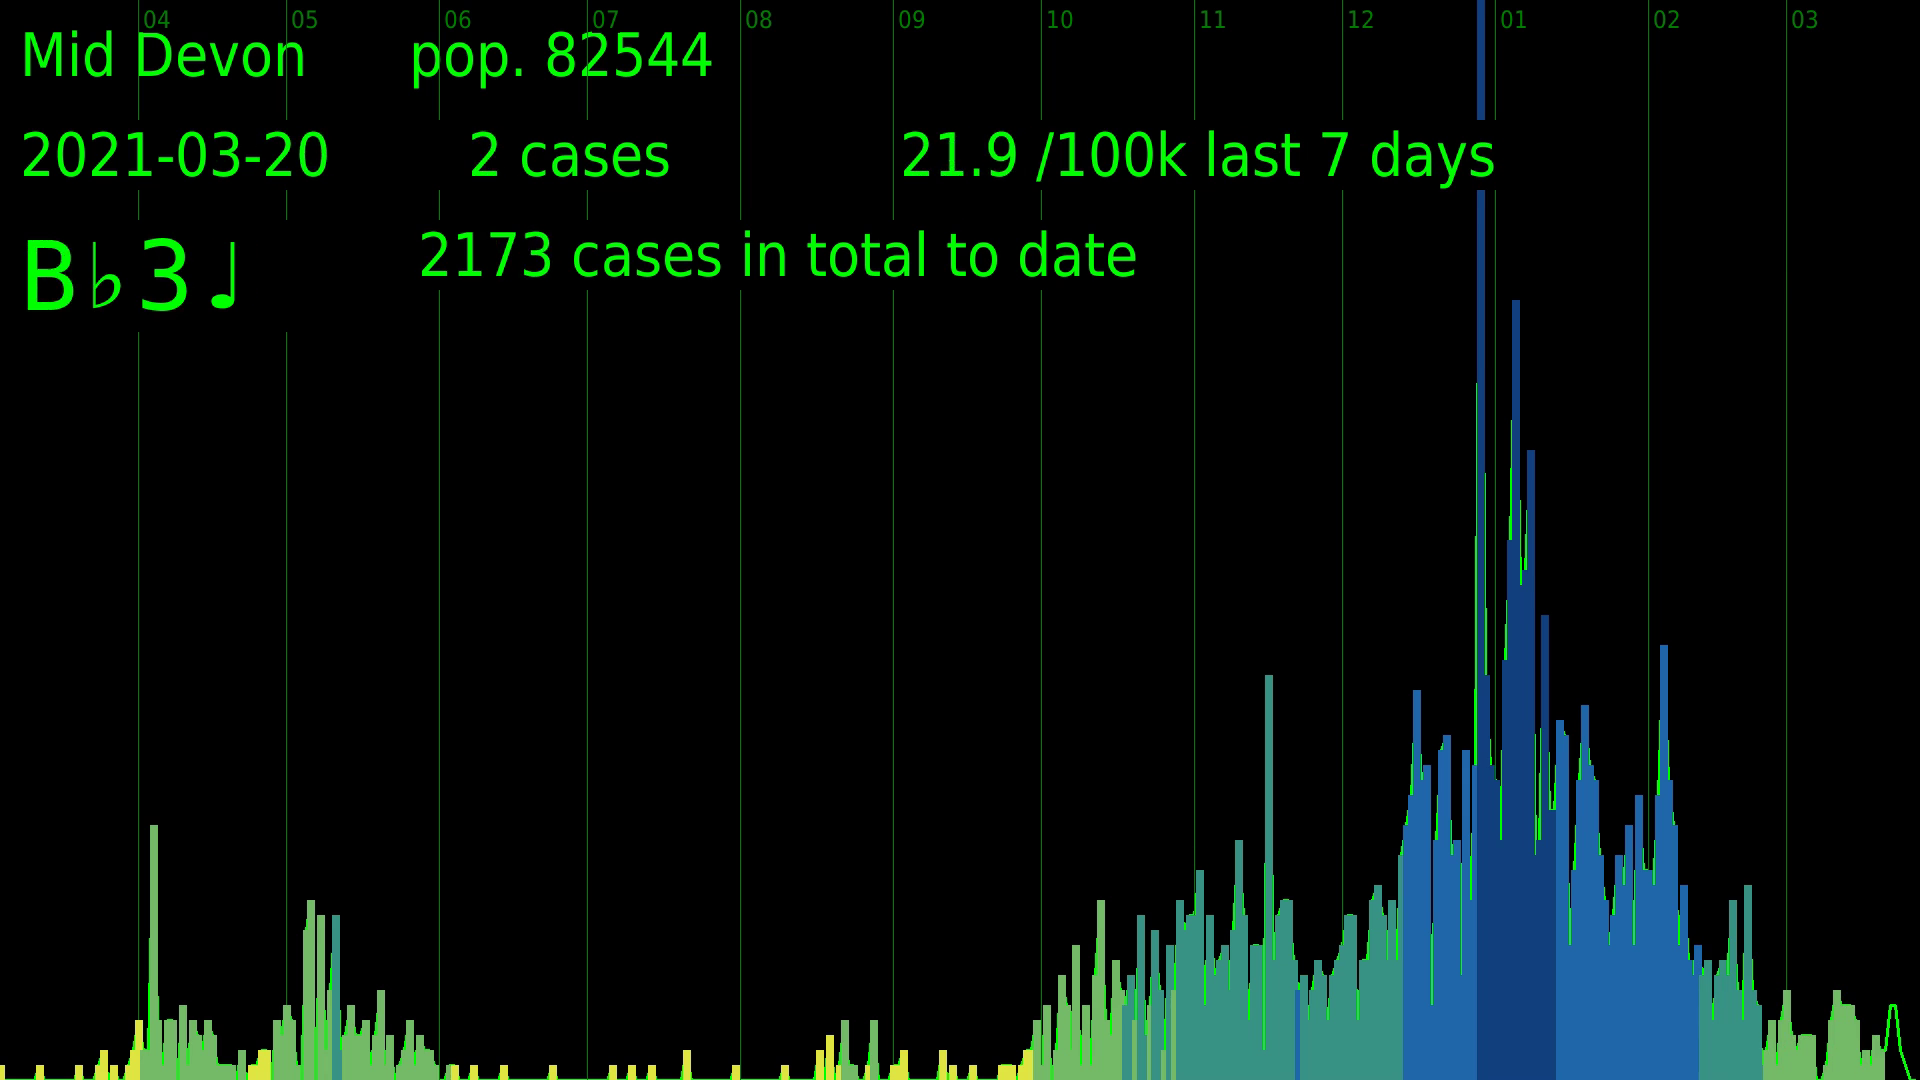 04 05 06 07 08 09 10 11 12 01 02 03
Mid Devon pop. 82544
2021-03-20 2 cases 21.9 /100k last 7 days
B♭3♩ 2173 cases in total to date